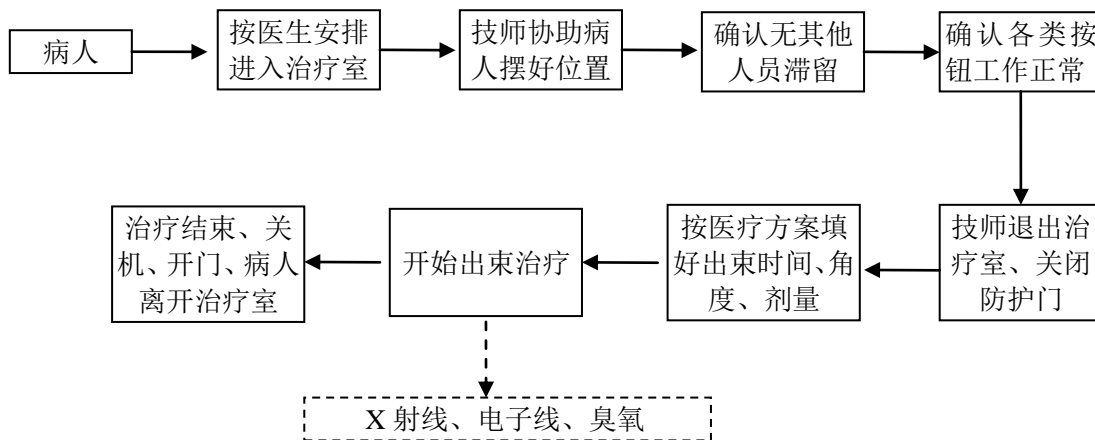 病人
按医生安排
进入治疗室
技师协助病
人摆好位置
确认无其他
人员滞留
确认各类按
钮工作正常
技师退出治
疗室、关闭
防护门
按医疗方案填
好出束时间、角
度、剂量
开始出束治疗
治疗结束、关
机、开门、病人
离开治疗室
X 射线、电子线、臭氧